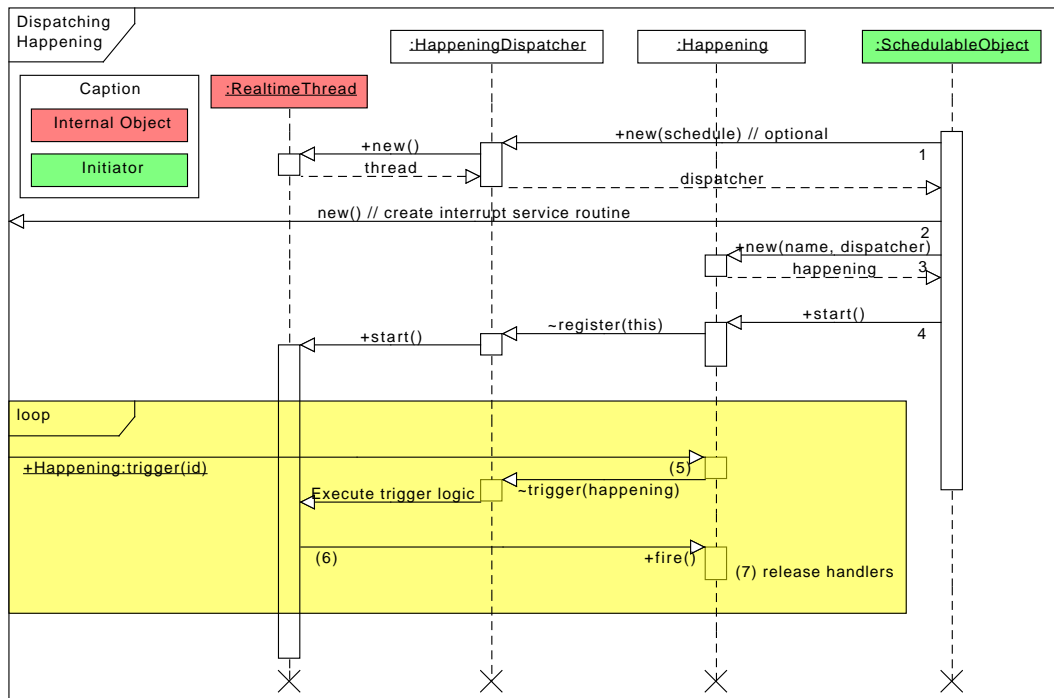 Dispatching
Happening
:HappeningDispatcher
:Happening
:SchedulableObject
Caption
:RealtimeThread
Internal Object
Initiator
+new(schedule) // optional
1
+new()
thread
dispatcher
new() // create interrupt service routine
2
+new(name, dispatcher)
happening
3
+start()
~register(this)
+start()
4
loop
+Happening:trigger(id)
(5)
~trigger(happening)
Execute trigger logic
(6)
+fire()
(7) release handlers